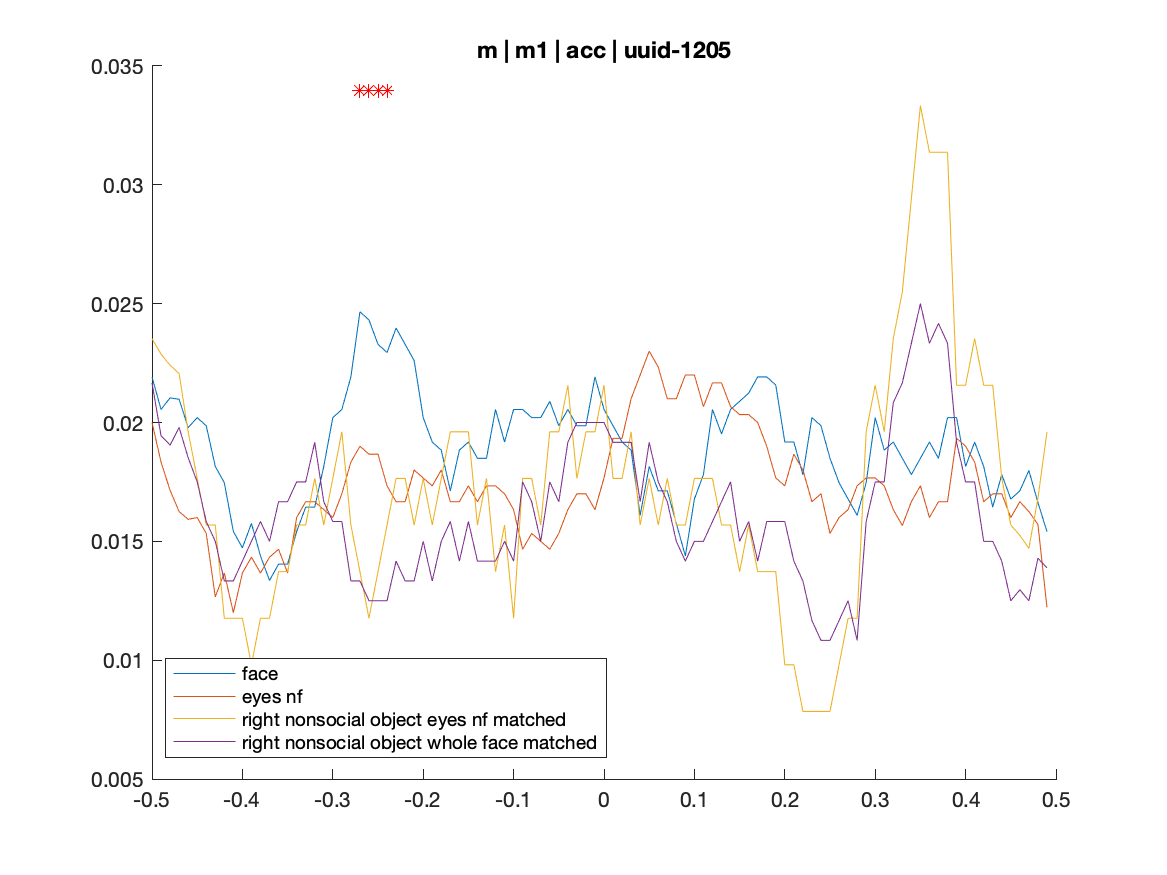 m | m1 | acc | uuid-1205
0.035
0.03
0.025
0.02
0.015
0.01
0.005
face
eyes nf
right nonsocial object eyes nf matched
right nonsocial object whole face matched
-0.5 -0.4 -0.3 -0.2 -0.1 0 0.1 0.2 0.3 0.4 0.5